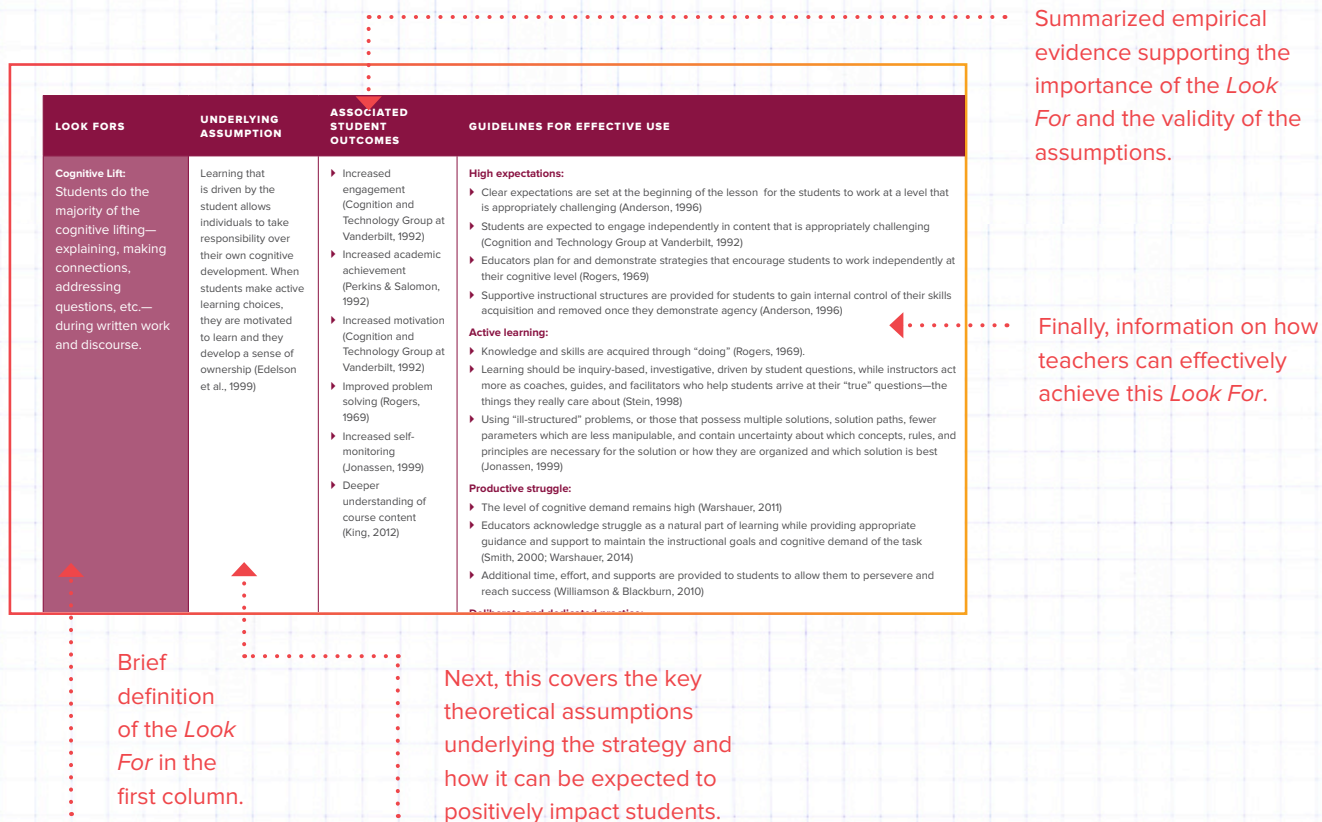 Summarized empirical
evidence supporting the
importance of the Look
For and the validity of the
assumptions.
LOOK FORS
UNDERLYING
ASSUMPTION
ASSOCIATED
STUDENT
OUTCOMES
GUIDELINES FOR EFFECTIVE USE
Cognitive Lift:
Students do the
majority of the
cognitive lifting—
explaining, making
connections,
addressing
questions, etc.—
during written work
and discourse.
Learning that
is driven by the
student allows
individuals to take
responsibility over
their own cognitive
development. When
students make active
learning choices,
they are motivated
to learn and they
develop a sense of
ownership (Edelson
et al., 1999)
Increased
engagement
(Cognition and
Technology Group at
Vanderbilt, 1992)
Increased academic
achievement
(Perkins & Salomon,
1992)
Increased motivation
(Cognition and
Technology Group at
Vanderbilt, 1992)
Improved problem
solving (Rogers,
1969)
Increased self-
monitoring
(Jonassen, 1999)
Deeper
understanding of
course content
(King, 2012)
High expectations:
Clear expectations are set at the beginning of the lesson for the students to work at a level that
is appropriately challenging (Anderson, 1996)
Students are expected to engage independently in content that is appropriately challenging
(Cognition and Technology Group at Vanderbilt, 1992)
Educators plan for and demonstrate strategies that encourage students to work independently at
their cognitive level (Rogers, 1969)
Supportive instructional structures are provided for students to gain internal control of their skills
acquisition and removed once they demonstrate agency (Anderson, 1996)
Active learning:
Knowledge and skills are acquired through “doing” (Rogers, 1969).
Learning should be inquiry-based, investigative, driven by student questions, while instructors act
more as coaches, guides, and facilitators who help students arrive at their “true” questions—the
things they really care about (Stein, 1998)
Using “ill-structured” problems, or those that possess multiple solutions, solution paths, fewer
parameters which are less manipulable, and contain uncertainty about which concepts, rules, and
principles are necessary for the solution or how they are organized and which solution is best
(Jonassen, 1999)
Productive struggle:
The level of cognitive demand remains high (Warshauer, 2011)
Educators acknowledge struggle as a natural part of learning while providing appropriate
guidance and support to maintain the instructional goals and cognitive demand of the task
(Smith, 2000; Warshauer, 2014)
Additional time, effort, and supports are provided to students to allow them to persevere and
reach success (Williamson & Blackburn, 2010)
Finally, information on how
teachers can effectively
achieve this Look For.
Brief
definition
of the Look
For in the
first column.
Next, this covers the key
theoretical assumptions
underlying the strategy and
how it can be expected to
positively impact students.